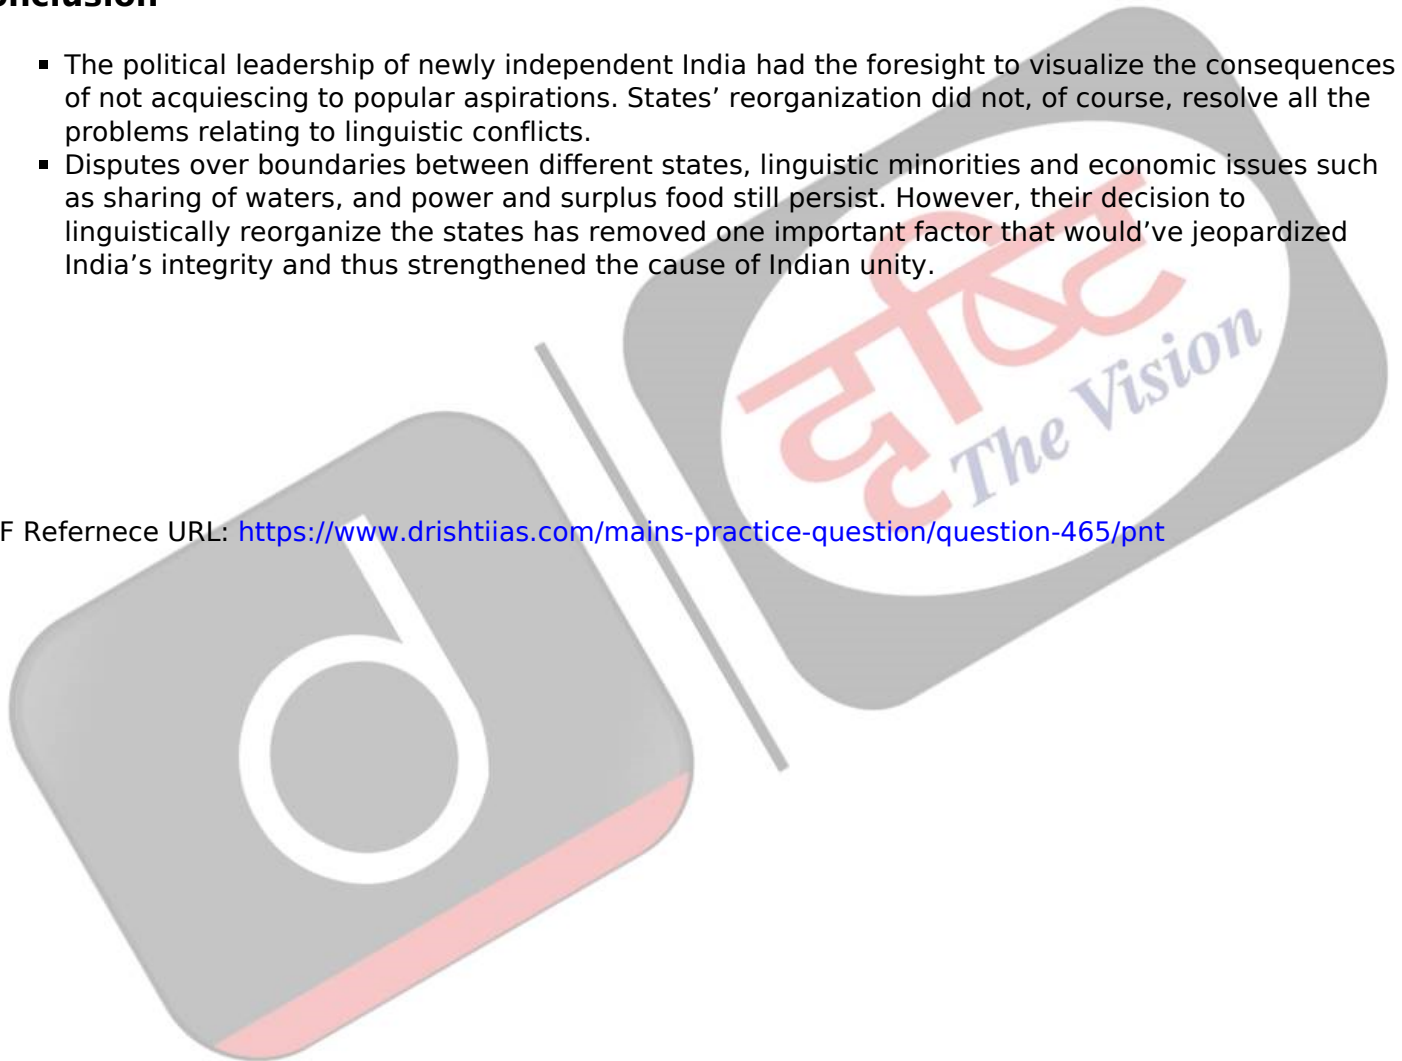 onclusion
▪ The political leadership of newly independent India had the foresight to visualize the consequences
of not acquiescing to popular aspirations. States’ reorganization did not, of course, resolve all the
problems relating to linguistic conflicts.
▪ Disputes over boundaries between different states, linguistic minorities and economic issues such
as sharing of waters, and power and surplus food still persist. However, their decision to
linguistically reorganize the states has removed one important factor that would’ve jeopardized
India’s integrity and thus strengthened the cause of Indian unity.
दृष्टि
The Vision
F Refernece URL: https://www.drishtiias.com/mains-practice-question/question-465/pnt
d